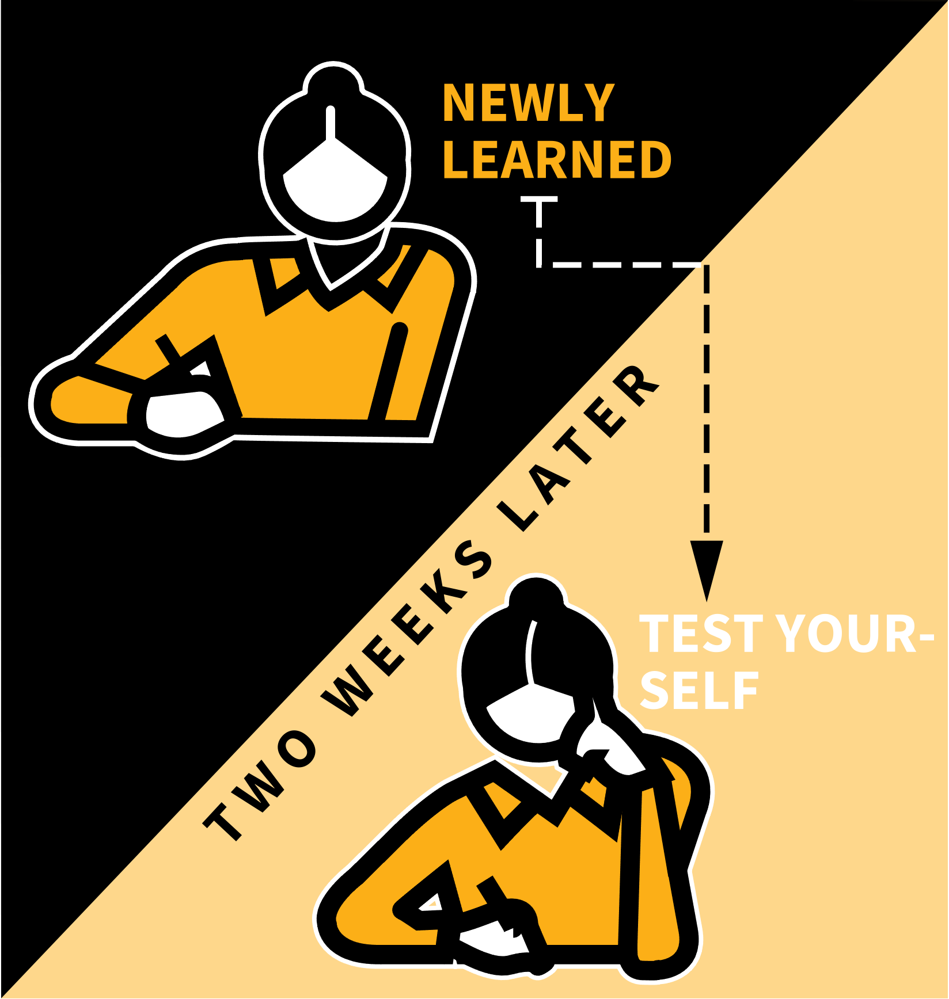 NEWLY
LEARNED
TWO WEEKS LATER
TEST YOUR-
SELF